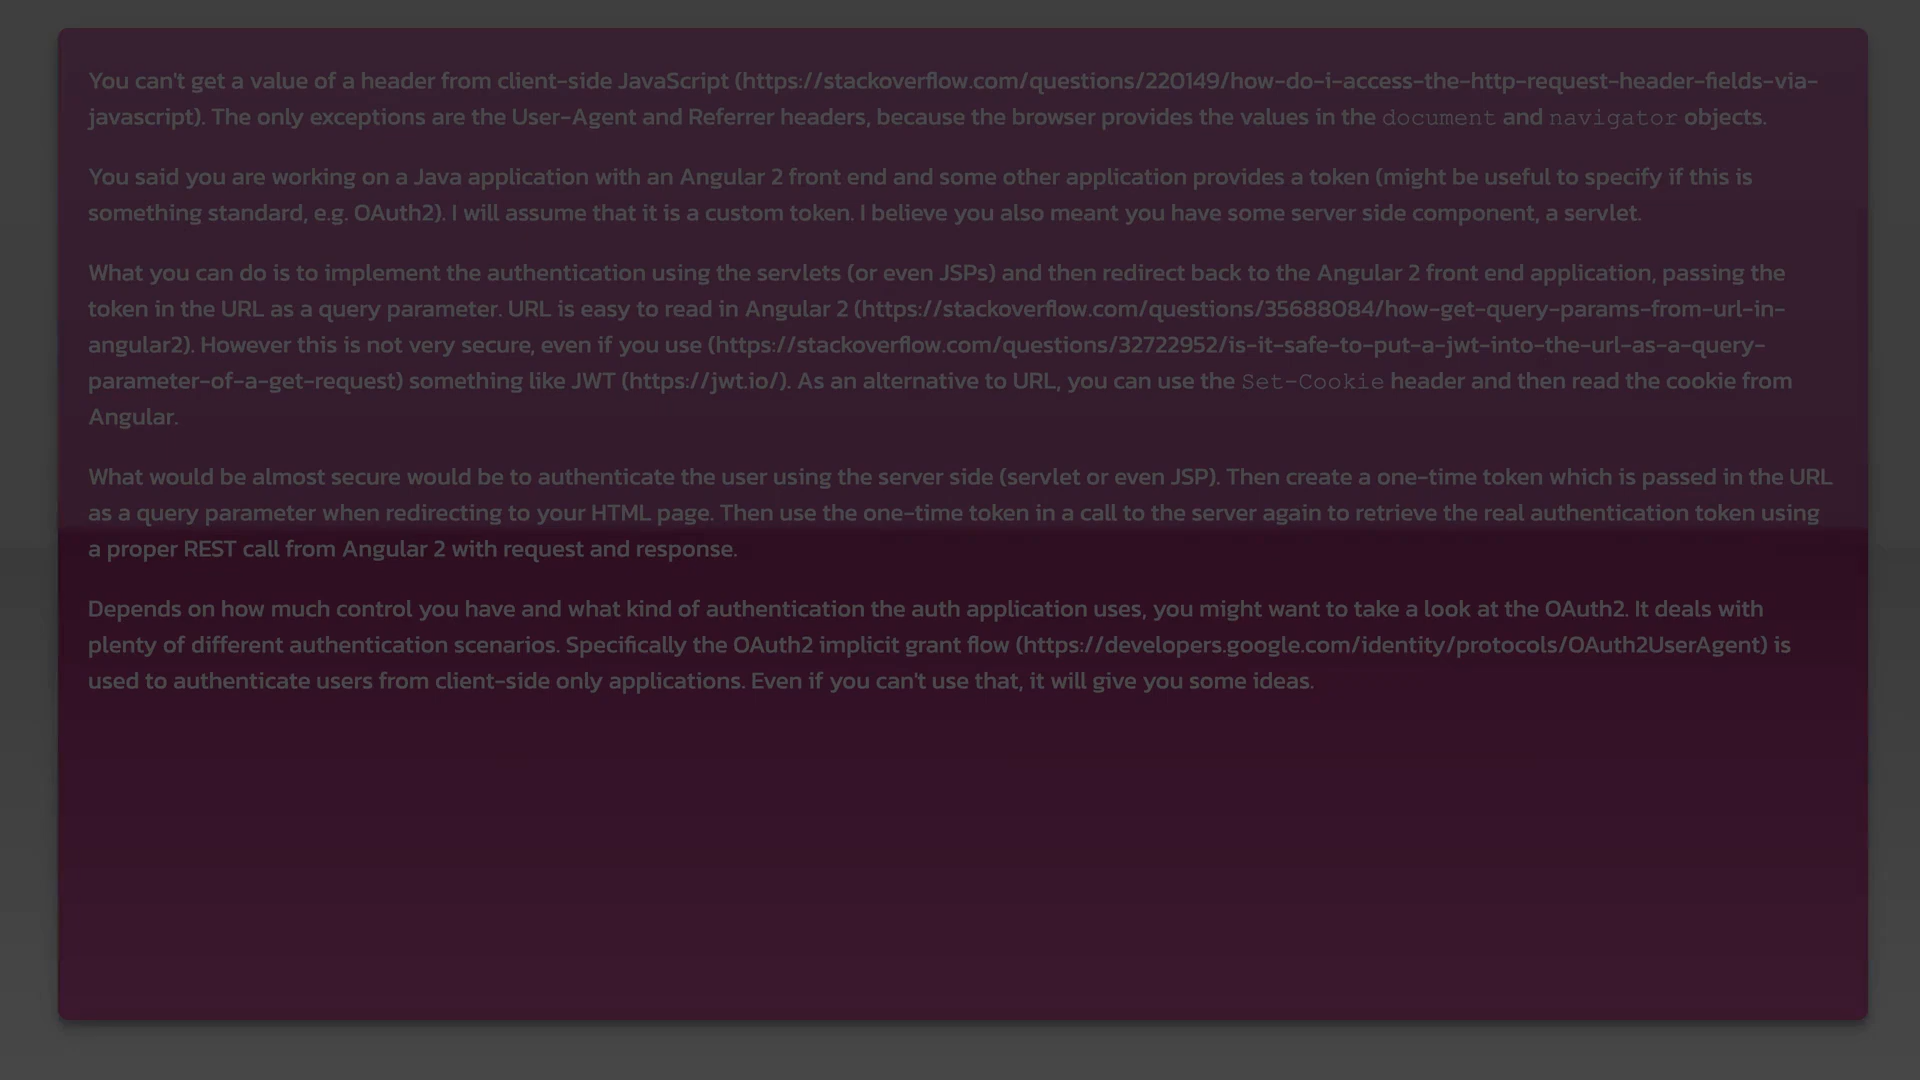 You can't get a value of a header from client-side JavaScript (https://stackoverflow.com/questions/220149/how-do-i-access-the-http-request-header-fields-via-
javascript). The only exceptions are the User-Agent and Referrer headers, because the browser provides the values in the document and navigator objects.
You said you are working on a Java application with an Angular 2 front end and some other application provides a token (might be useful to specify if this is
something standard, e.g. OAuth2). I will assume that it is a custom token. I believe you also meant you have some server side component, a servlet.
What you can do is to implement the authentication using the servlets (or even JSPs) and then redirect back to the Angular 2 front end application, passing the
token in the URL as a query parameter. URL is easy to read in Angular 2 (https://stackoverflow.com/questions/35688084/how-get-query-params-from-url-in-
angular2). However this is not very secure, even if you use (https://stackoverflow.com/questions/32722952/is-it-safe-to-put-a-jwt-into-the-url-as-a-query-
parameter-of-a-get-request) something like JWT (https://jwt.io/). As an alternative to URL, you can use the Set-Cookie header and then read the cookie from
Angular.
What would be almost secure would be to authenticate the user using the server side (servlet or even JSP). Then create a one-time token which is passed in the URL
as a query parameter when redirecting to your HTML page. Then use the one-time token in a call to the server again to retrieve the real authentication token using
a proper REST call from Angular 2 with request and response.
Depends on how much control you have and what kind of authentication the auth application uses, you might want to take a look at the OAuth2. It deals with
plenty of different authentication scenarios. Specifically the OAuth2 implicit grant flow (https://developers.google.com/identity/protocols/OAuth2UserAgent) is
used to authenticate users from client-side only applications. Even if you can't use that, it will give you some ideas.